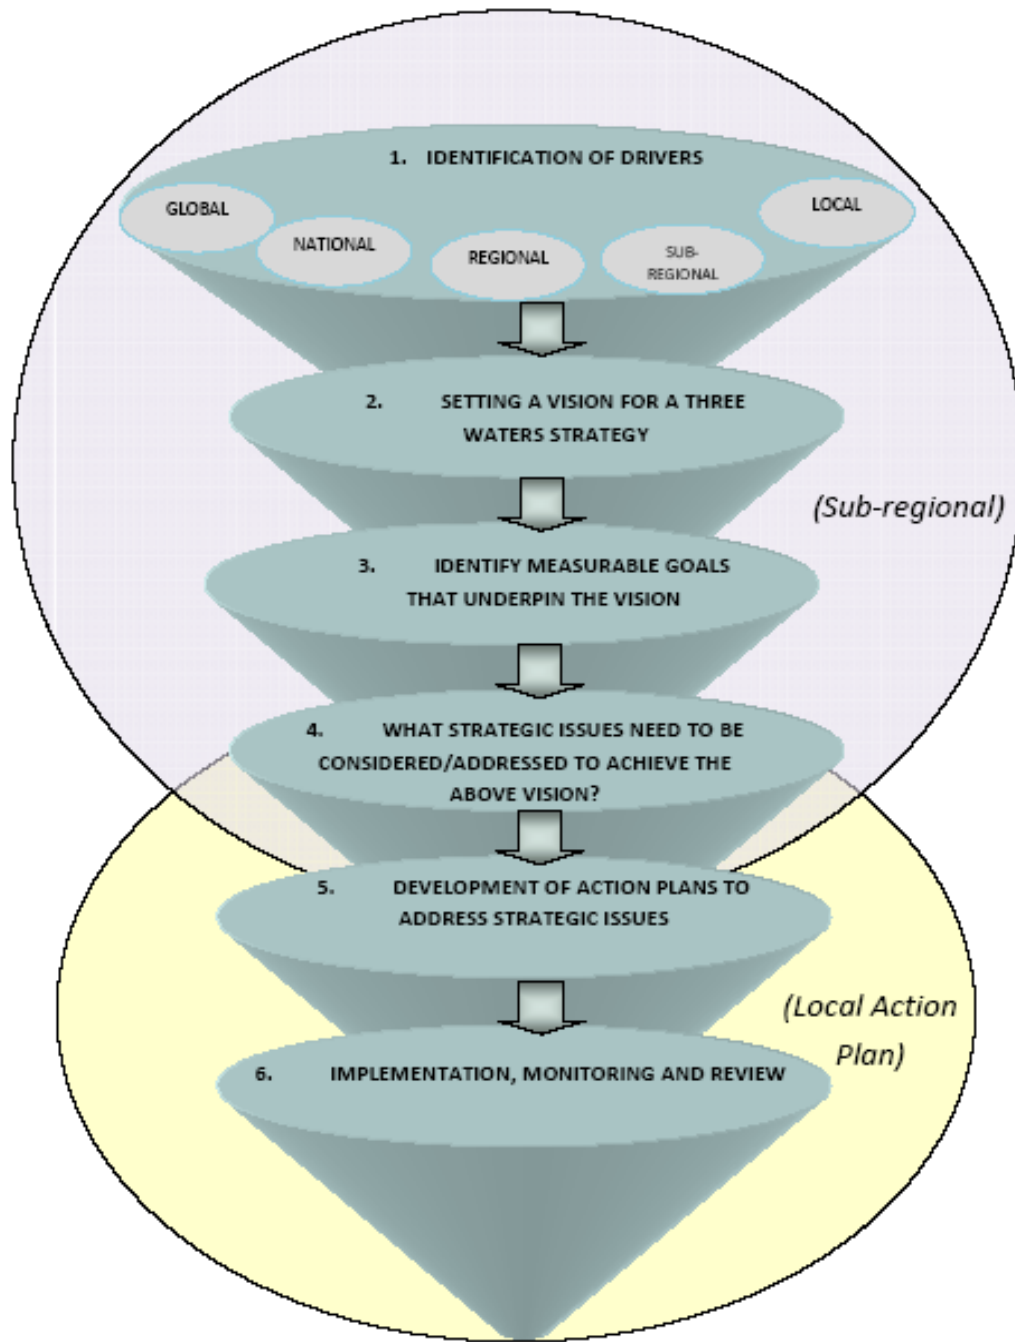 1. IDENTIFICATION OF DRIVERS
GLOBAL
NATIONAL
REGIONAL
SUB-
REGIONAL
LOCAL
2. SETTING A VISION FOR A THREE
WATERS STRATEGY
(Sub-regional)
3. IDENTIFY MEASURABLE GOALS
THAT UNDERPIN THE VISION
4. WHAT STRATEGIC ISSUES NEED TO BE
CONSIDERED/ADDRESSED TO ACHIEVE THE
ABOVE VISION?
5. DEVELOPMENT OF ACTION PLANS TO
ADDRESS STRATEGIC ISSUES
(Local Action
Plan)
6. IMPLEMENTATION, MONITORING AND REVIEW